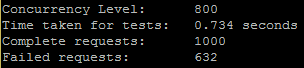 Concurrency Level: 800
Time taken for tests: 0.734 seconds
Complete requests: 1000
Failed requests: 632